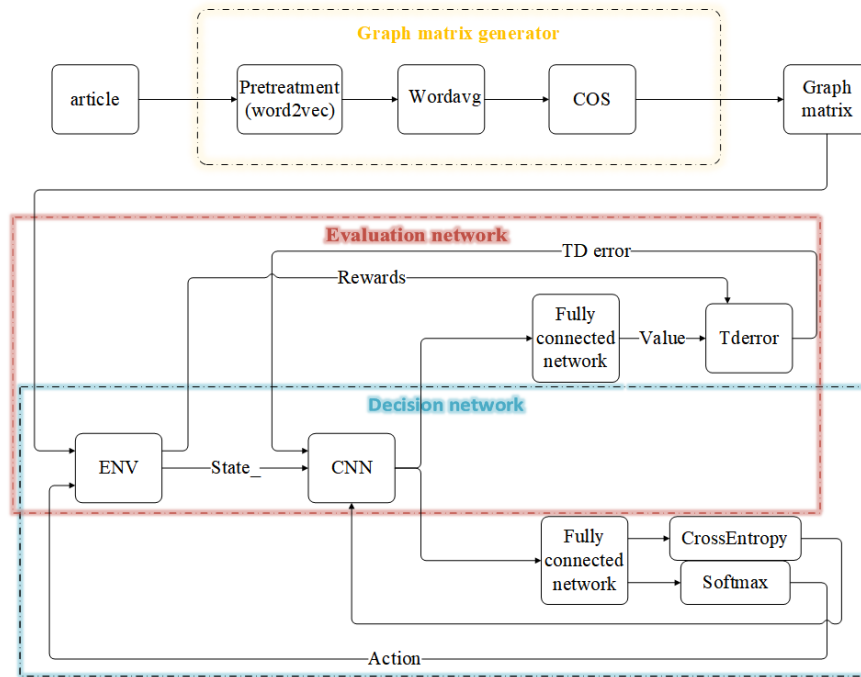 Graph matrix generator
article
Pretreatment
(word2vec)
Wordavg
COS
Graph
matrix
Evaluation network
TD error
Rewards
Fully
connected
network
Value
Tderror
Decision network
ENV
State_
CNN
Fully
connected
network
CrossEntropy
Softmax
Action